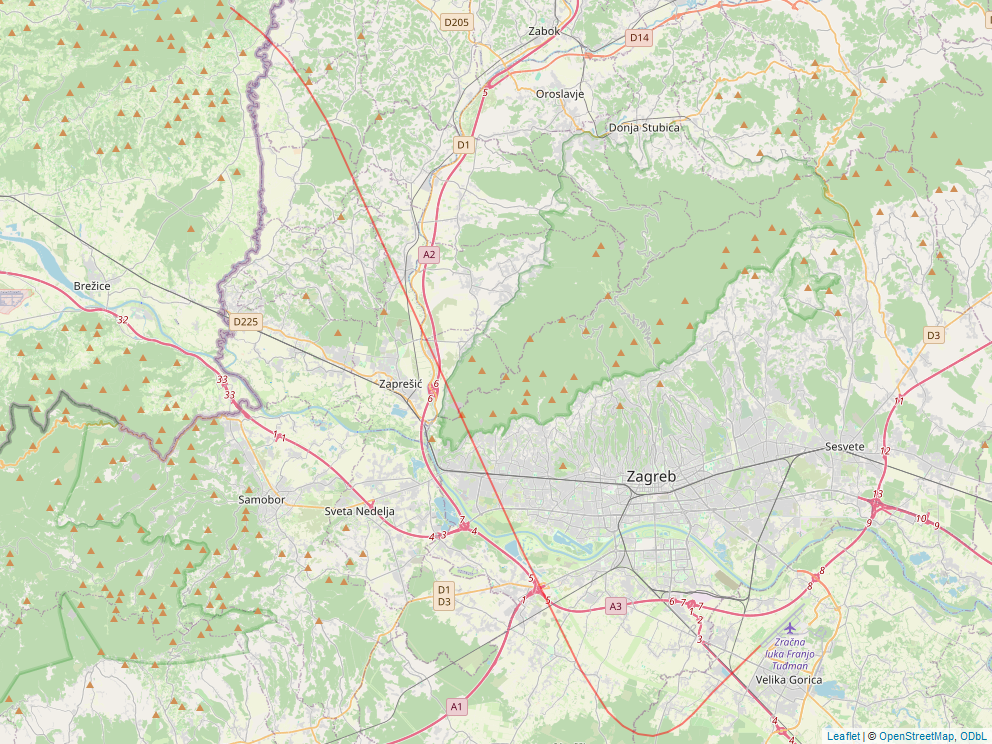 D205
Zabok
D14
5
Oroslavje
Donja Stubica
D1
A2
Brežice
32
D225
D3
33
33
Zaprešić
6
6
11
11
Sesvete
12
Zagreb
13
Samobor
Sveta Nedelja
7
4
4
3
9
10
9
5
8
8
D1
D3
1
5
A3
6
7
7
1
2
3
Zračna
luka Franjo
Tuđman
Velika Gorica
A1
4
4
Leaflet | © OpenStreetMap, ODbL